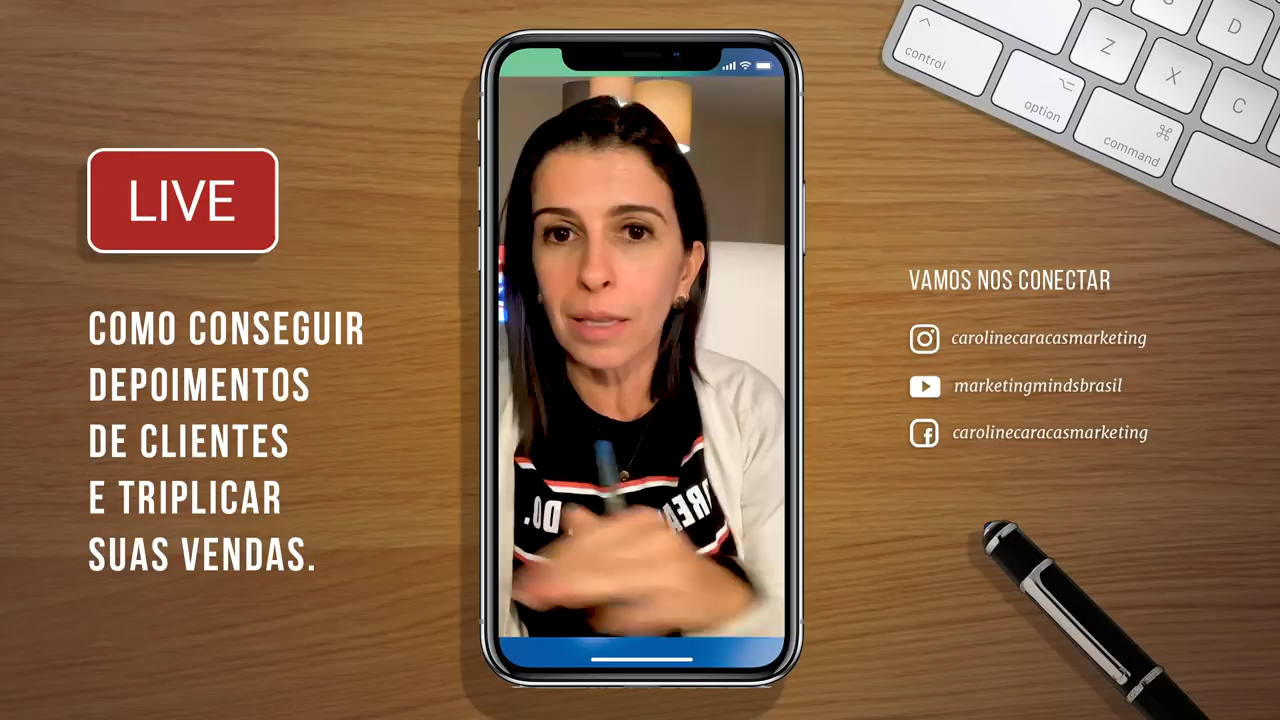 LIVE
COMO CONSEGUIR
DEPOIMENTOS
DE CLIENTES
E TRIPLICAR
SUAS VENDAS.
VAMOS NOS CONECTAR
carolinecaracasmarketing
marketingmindsbrasil
carolinecaracasmarketing
control
option
command
Z
X
C
S
D